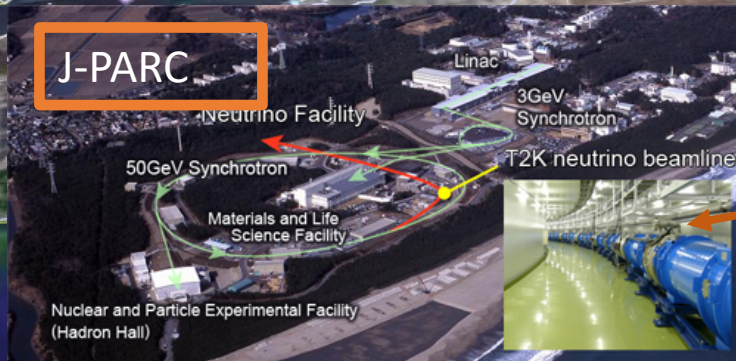 J-PARC
Linac
3GeV
Synchrotron
Neutrino Facility
50GeV Synchrotron
T2K neutrino beamline
Materials and Life
Science Facility
Nuclear and Particle Experimental Facility
(Hadron Hall)